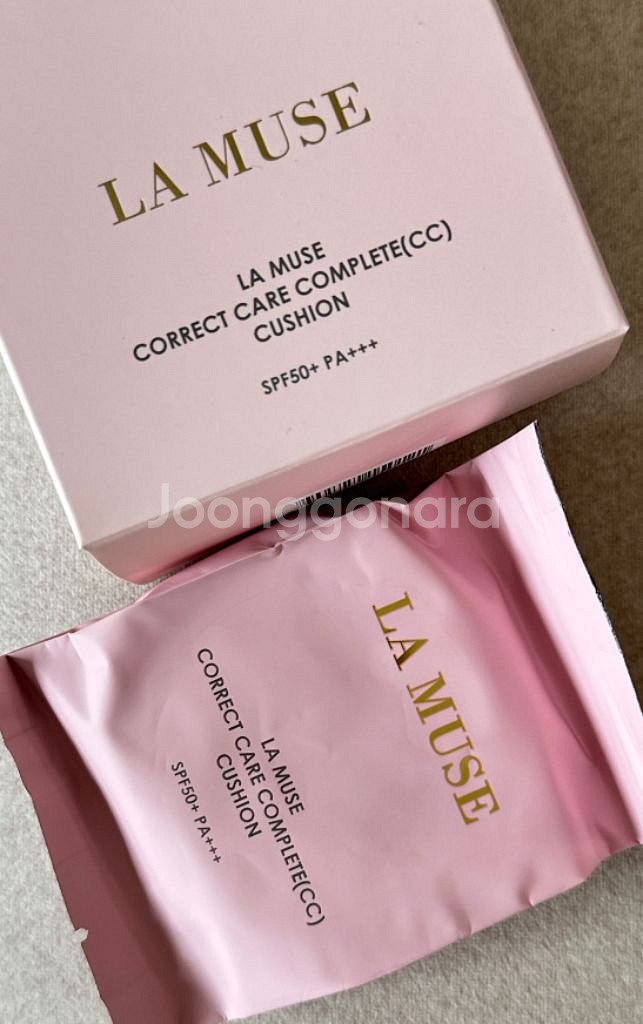 LA MUSE
LA MUSE
CORRECT CARE COMPLETE(CC)
CUSHION
SPF50+ PA+++
Joonggonara
LA MUSE
LA MUSE
CORRECT CARE COMPLETE(CC)
CUSHION
SPF50+ PA+++